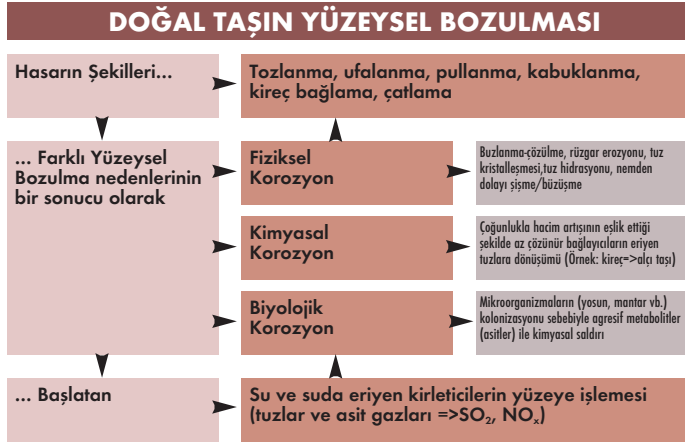 DOĞAL TAŞIN YÜZEYSEL BOZULMASI
Hasarın Şekilleri...
Tozlanma, ufalanma, pullanma, kabuklanma,
kireç bağlama, çatlama
... Farklı Yüzeysel
Bozulma nedenlerinin
bir sonucu olarak
Fiziksel
Korozyon
Buzlanma-çözülme, rüzgar erozyonu, tuz
kristalleşmesi,tuz hidrasyonu, nemden
dolayı şişme/büzüşme
Kimyasal
Korozyon
Çoğunlukla hacim artışının eşlik ettiği
şekilde az çözünür bağlayıcıların eriyen
tuzlara dönüşümü (Örnek: kireç=>alçı taşı)
Biyolojik
Korozyon
Mikroorganizmaların (yosun, mantar vb.)
kolonizasyonu sebebiyle agresif metabolitler
(asitler) ile kimyasal saldırı
... Başlatan
Su ve suda eriyen kirleticilerin yüzeye işlemesi
(tuzlar ve asit gazları =>SO₂, NOₓ)